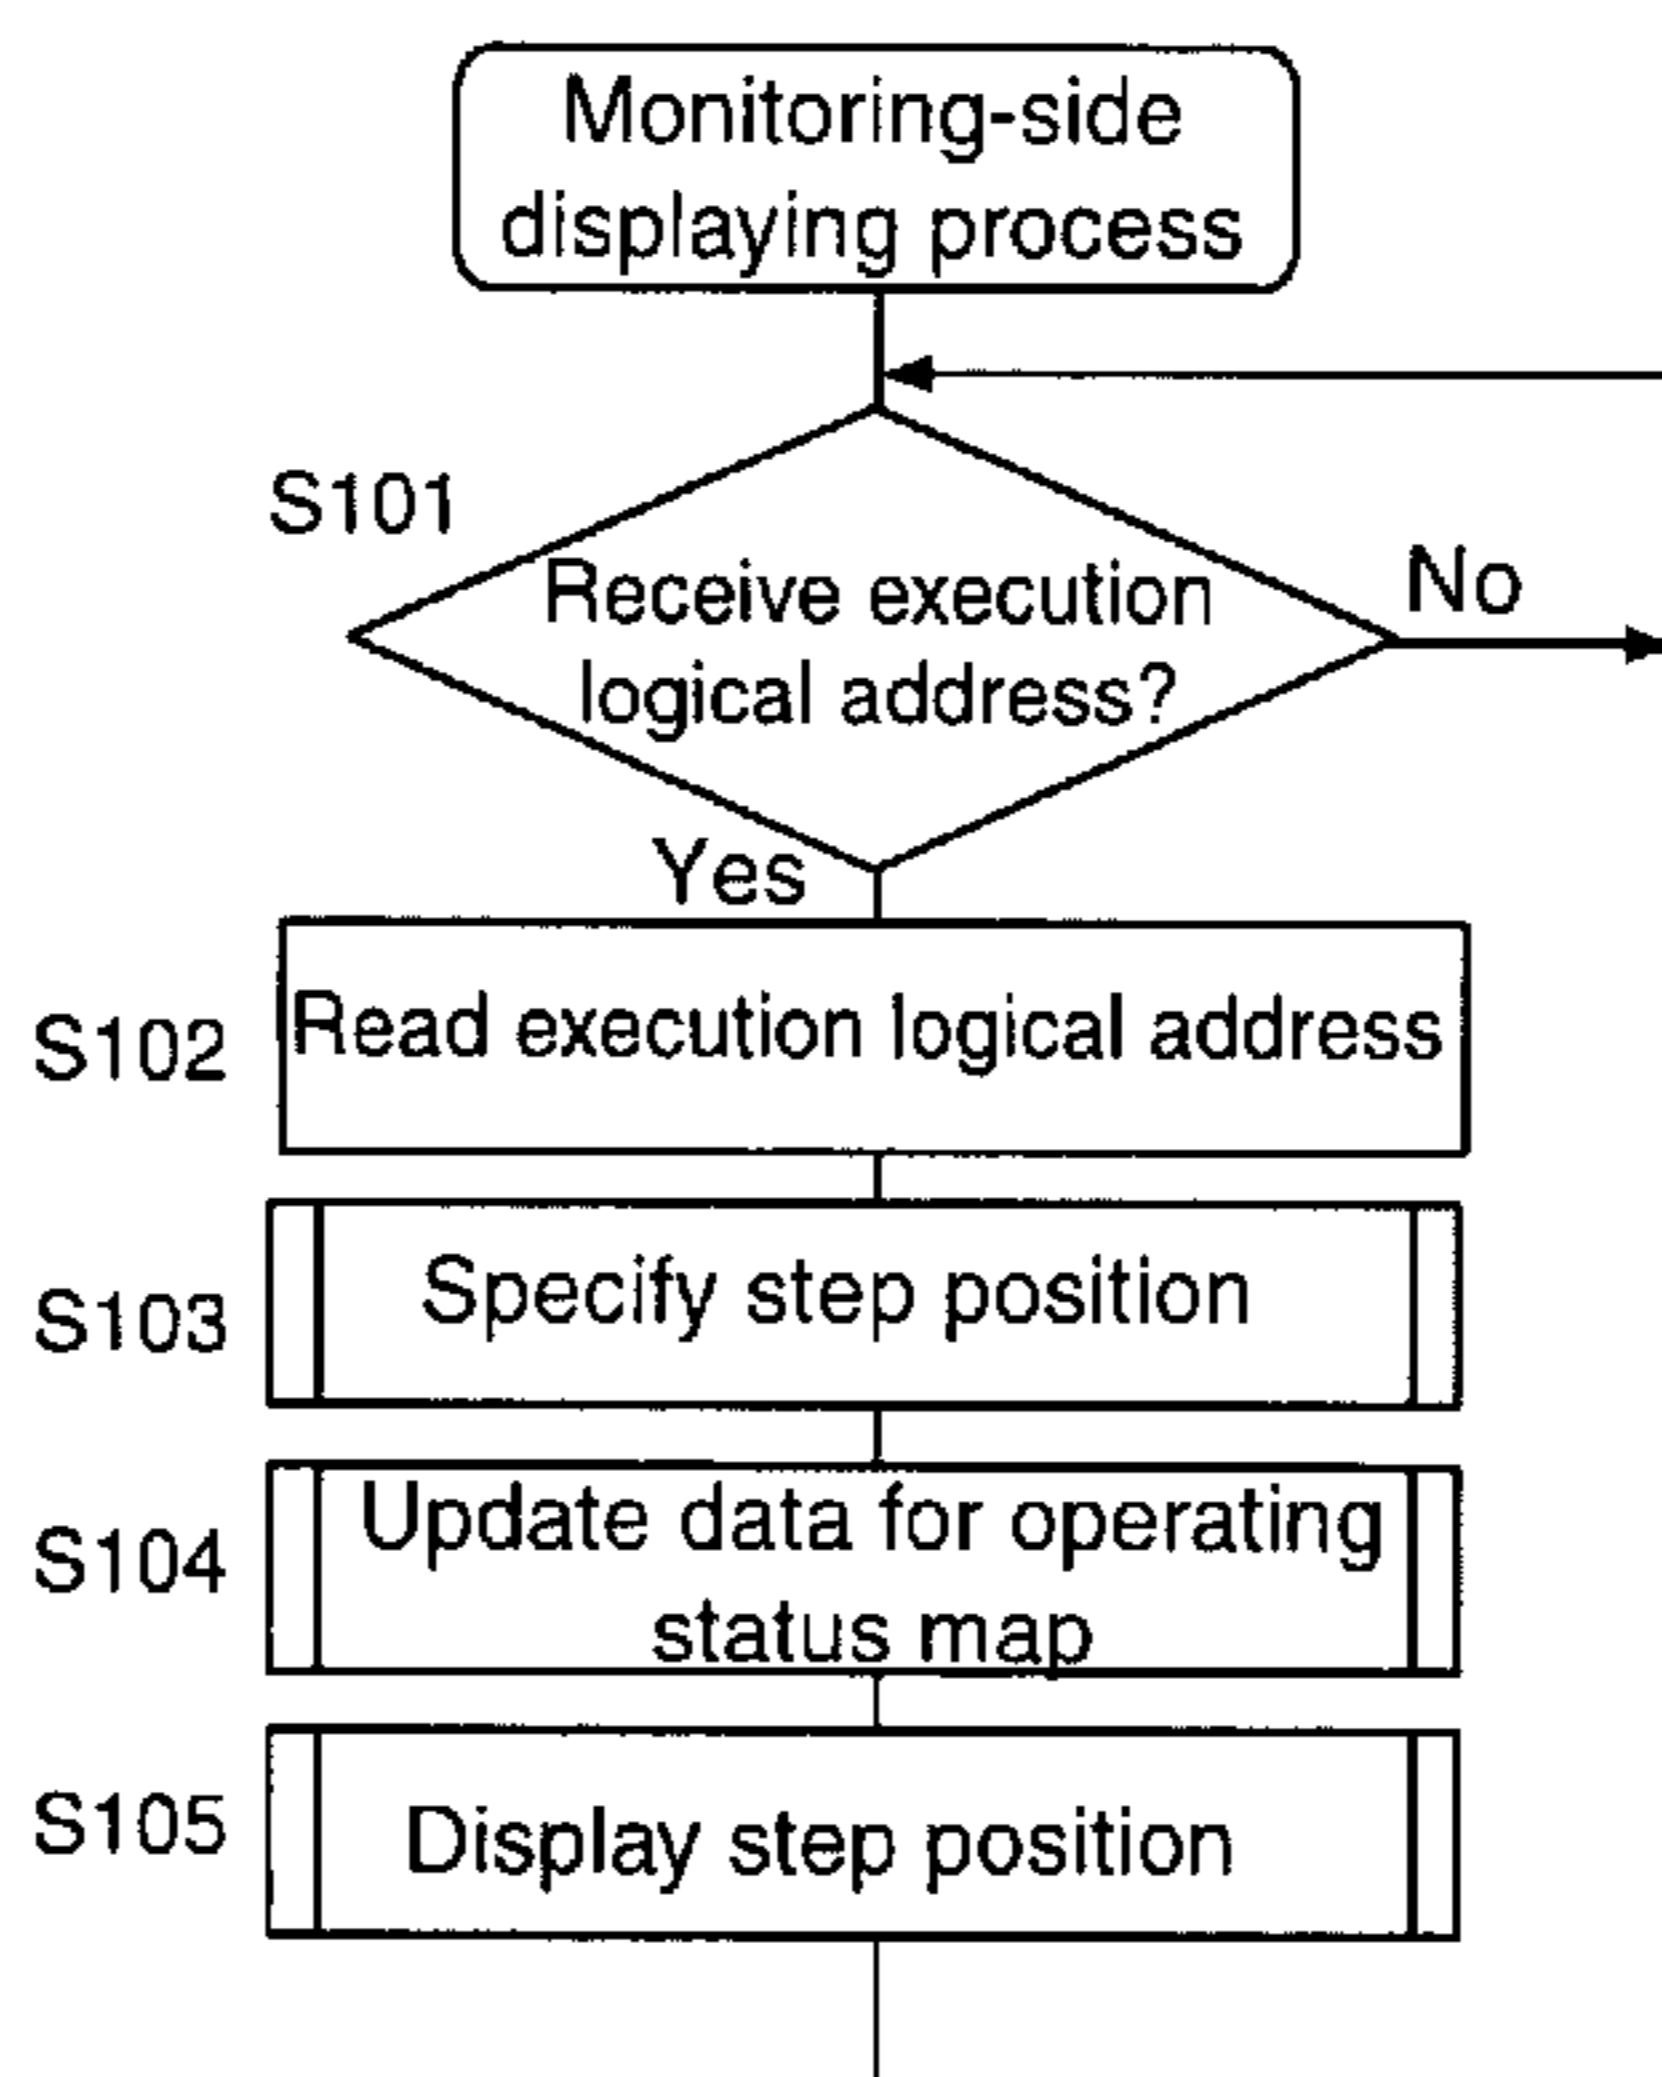 Monitoring-side
displaying process
S101
Receive execution
logical address?
No
Yes
S102
Read execution logical address
S103
Specify step position
S104
Update data for operating
status map
S105
Display step position